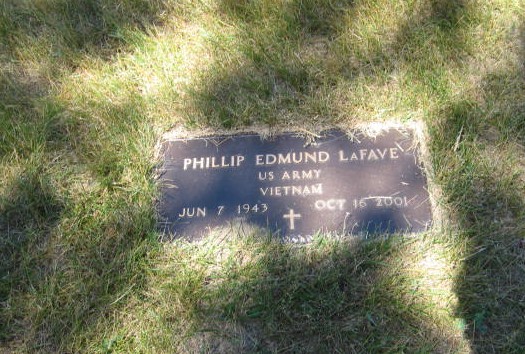 PHILLIP EDMUND LAFAVE
US ARMY
VIETNAM
JUN 7 1943 OCT 16 2001